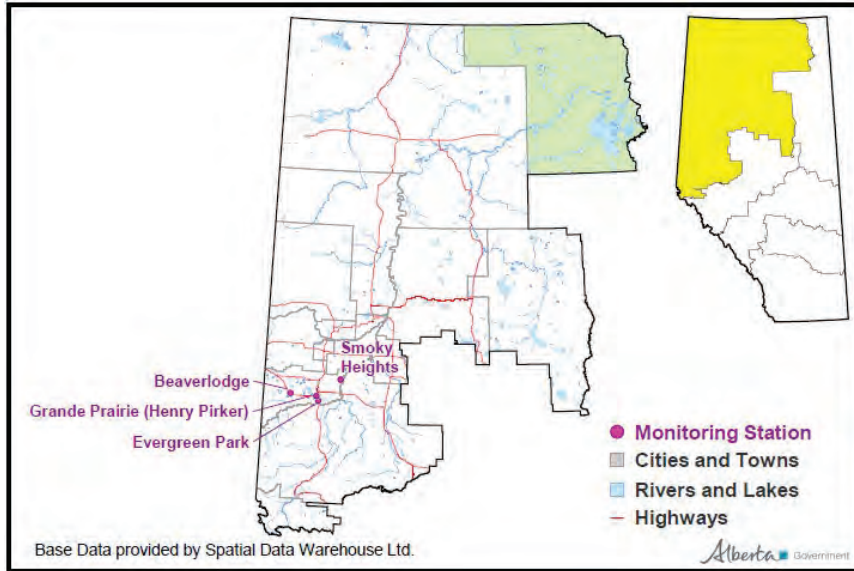 Smoky
Heights
Beaverlodge
Grande Prairie (Henry Pirker)
Evergreen Park
Monitoring Station
Cities and Towns
Rivers and Lakes
Highways
Base Data provided by Spatial Data Warehouse Ltd.
Alberta Government